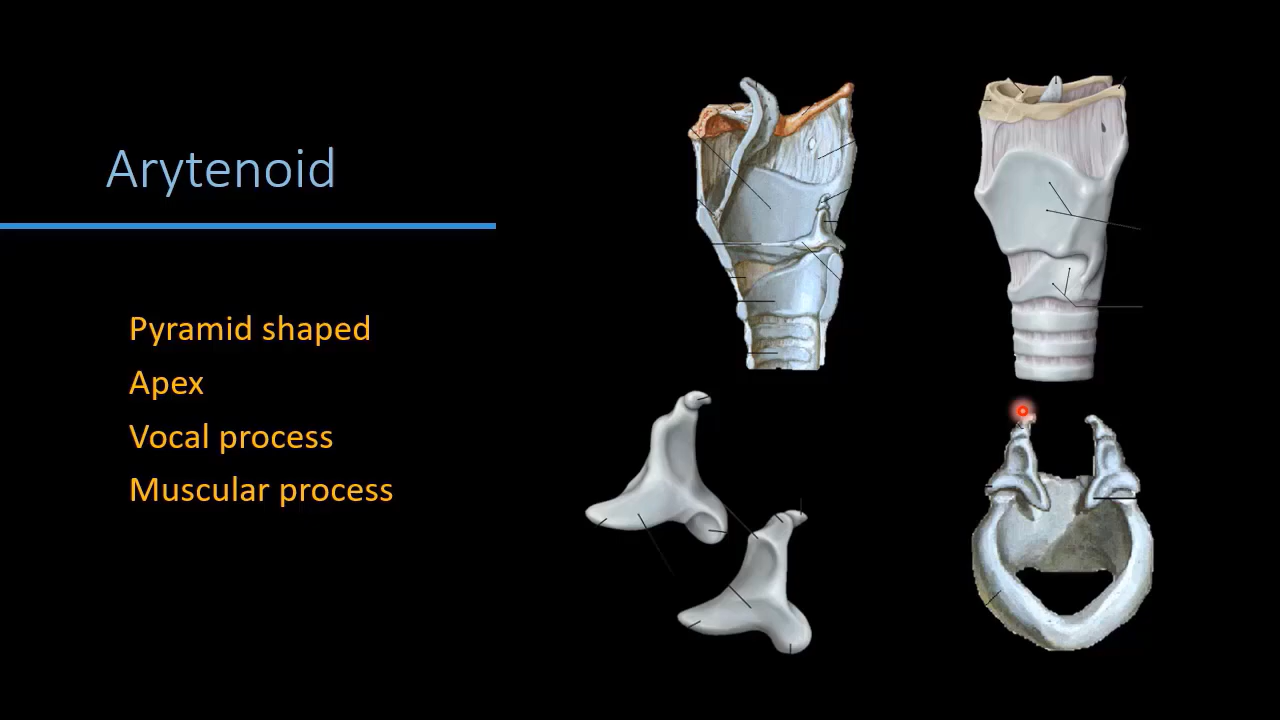 Arytenoid
Pyramid shaped
Apex
Vocal process
Muscular process